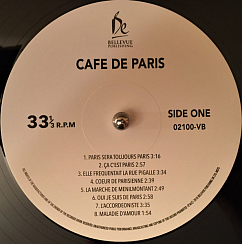 BELLEVUE
PUBLISHING
CAFE DE PARIS
33⅓ R.P.M
SIDE ONE
02100-VB
1. PARIS SERA TOUJOURS PARIS 3:16
2. ÇA C'EST PARIS 2:57
3. ELLE FREQUENTAIT LA RUE PIGALLE 3:22
4. COEUR DE PARISIENNE 2:39
5. LA MARCHE DE MENILMONTANT 3:19
6. OUI JE SUIS DE PARIS 2:58
7. L'ACCORDEONISTE 3:35
8. MALADIE D'AMOUR 1:54